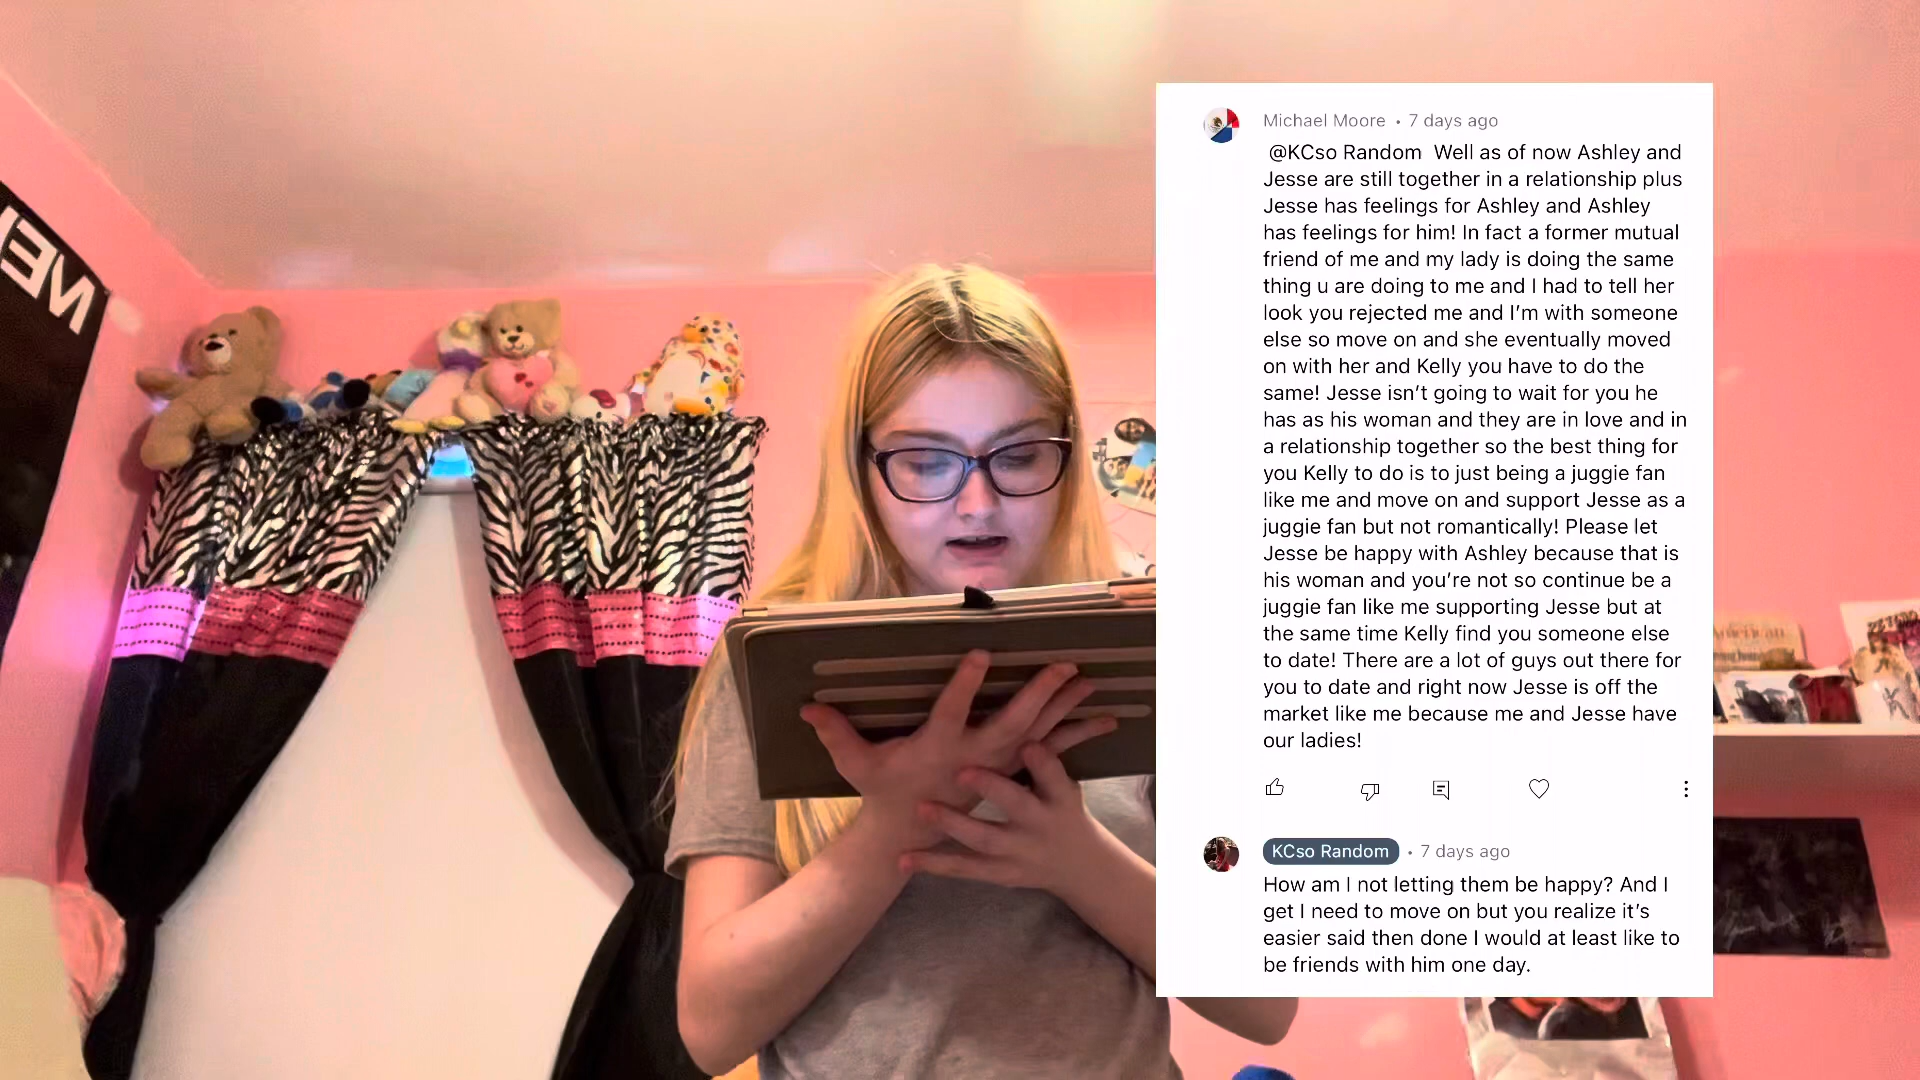 WE
Michael Moore • 7 days ago
@KCso Random Well as of now Ashley and
Jesse are still together in a relationship plus
Jesse has feelings for Ashley and Ashley
has feelings for him! In fact a former mutual
friend of me and my lady is doing the same
thing u are doing to me and I had to tell her
look you rejected me and I’m with someone
else so move on and she eventually moved
on with her and Kelly you have to do the
same! Jesse isn’t going to wait for you he
has as his woman and they are in love and in
a relationship together so the best thing for
you Kelly to do is to just being a juggie fan
like me and move on and support Jesse as a
juggie fan but not romantically! Please let
Jesse be happy with Ashley because that is
his woman and you’re not so continue be a
juggie fan like me supporting Jesse but at
the same time Kelly find you someone else
to date! There are a lot of guys out there for
you to date and right now Jesse is off the
market like me because me and Jesse have
our ladies!
KCso Random • 7 days ago
How am I not letting them be happy? And I
get I need to move on but you realize it’s
easier said then done I would at least like to
be friends with him one day.